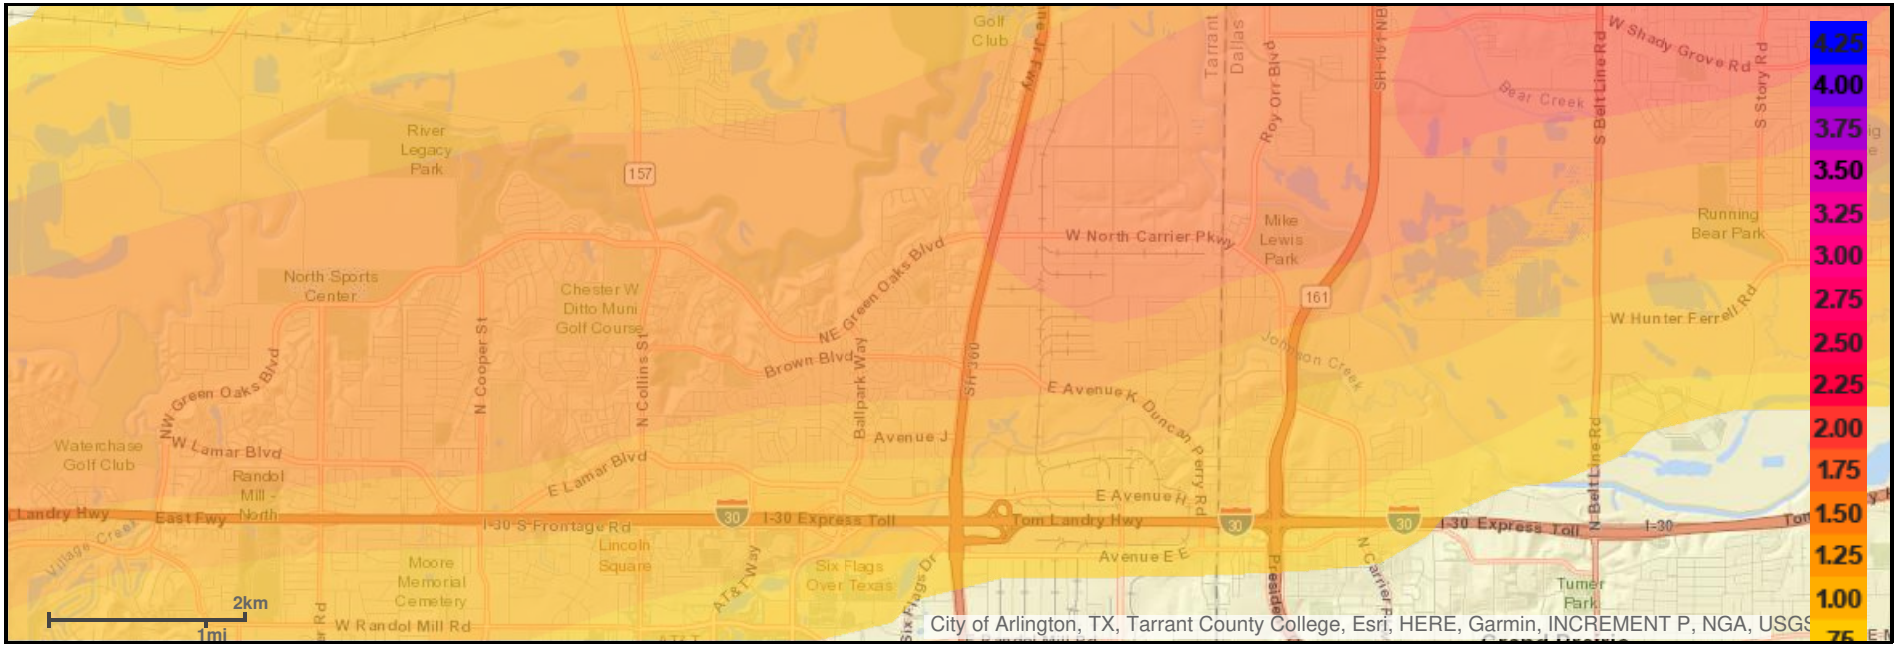 Golf
Club
Tarrant
Dallas
Roy Orr Blvd
SH-161 NB
S Belt Line Rd
W Shady Grove Rd
S Story Rd
Bear Creek
4.25
4.00
3.75
3.50
3.25
3.00
2.75
2.50
2.25
2.00
1.75
1.50
1.25
1.00
.75
River
Legacy
Park
157
W North Carrier Pkwy
Mike
Lewis
Park
Running
Bear Park
North Sports
Center
Chester W
Ditto Muni
Golf Course
NE Green Oaks Blvd
161
W Hunter Ferrell Rd
N Cooper St
N Collins St
Brown Blvd
Ballpark Way
SH-360
Johnson Creek
NW Green Oaks Blvd
E Avenue K
Duncan Perry Rd
Waterchase
Golf Club
W Lamar Blvd
Avenue J
Randol
Mill -
North
E Lamar Blvd
E Avenue H
N Belt Line Rd
Landry Hwy
East Fwy
I-30 S Frontage Rd
30
I-30 Express Toll
Tom Landry Hwy
30
30
I-30 Express Toll
I-30
Village Creek
Lincoln
Square
Avenue E E
Moore
Memorial
Cemetery
AT&T Way
Six Flags
Over Texas
Six Flags Dr
Turner
Park
2km
1mi
W Randol Mill Rd
City of Arlington, TX, Tarrant County College, Esri, HERE, Garmin, INCREMENT P, NGA, USGS